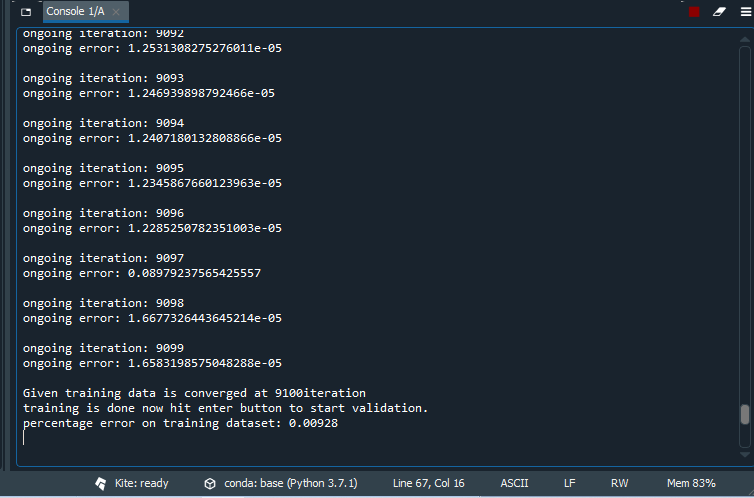 Console 1/A
ongoing iteration: 9092
ongoing error: 1.2531308275276011e-05
ongoing iteration: 9093
ongoing error: 1.246939898792466e-05
ongoing iteration: 9094
ongoing error: 1.2407180132808866e-05
ongoing iteration: 9095
ongoing error: 1.2345867660123963e-05
ongoing iteration: 9096
ongoing error: 1.2285250782351003e-05
ongoing iteration: 9097
ongoing error: 0.08979237565425557
ongoing iteration: 9098
ongoing error: 1.6677326443645214e-05
ongoing iteration: 9099
ongoing error: 1.6583198575048288e-05
Given training data is converged at 9100iteration
training is done now hit enter button to start validation.
percentage error on training dataset: 0.00928
Kite: ready conda: base (Python 3.7.1) Line 67, Col 16 ASCII LF RW Mem 83%